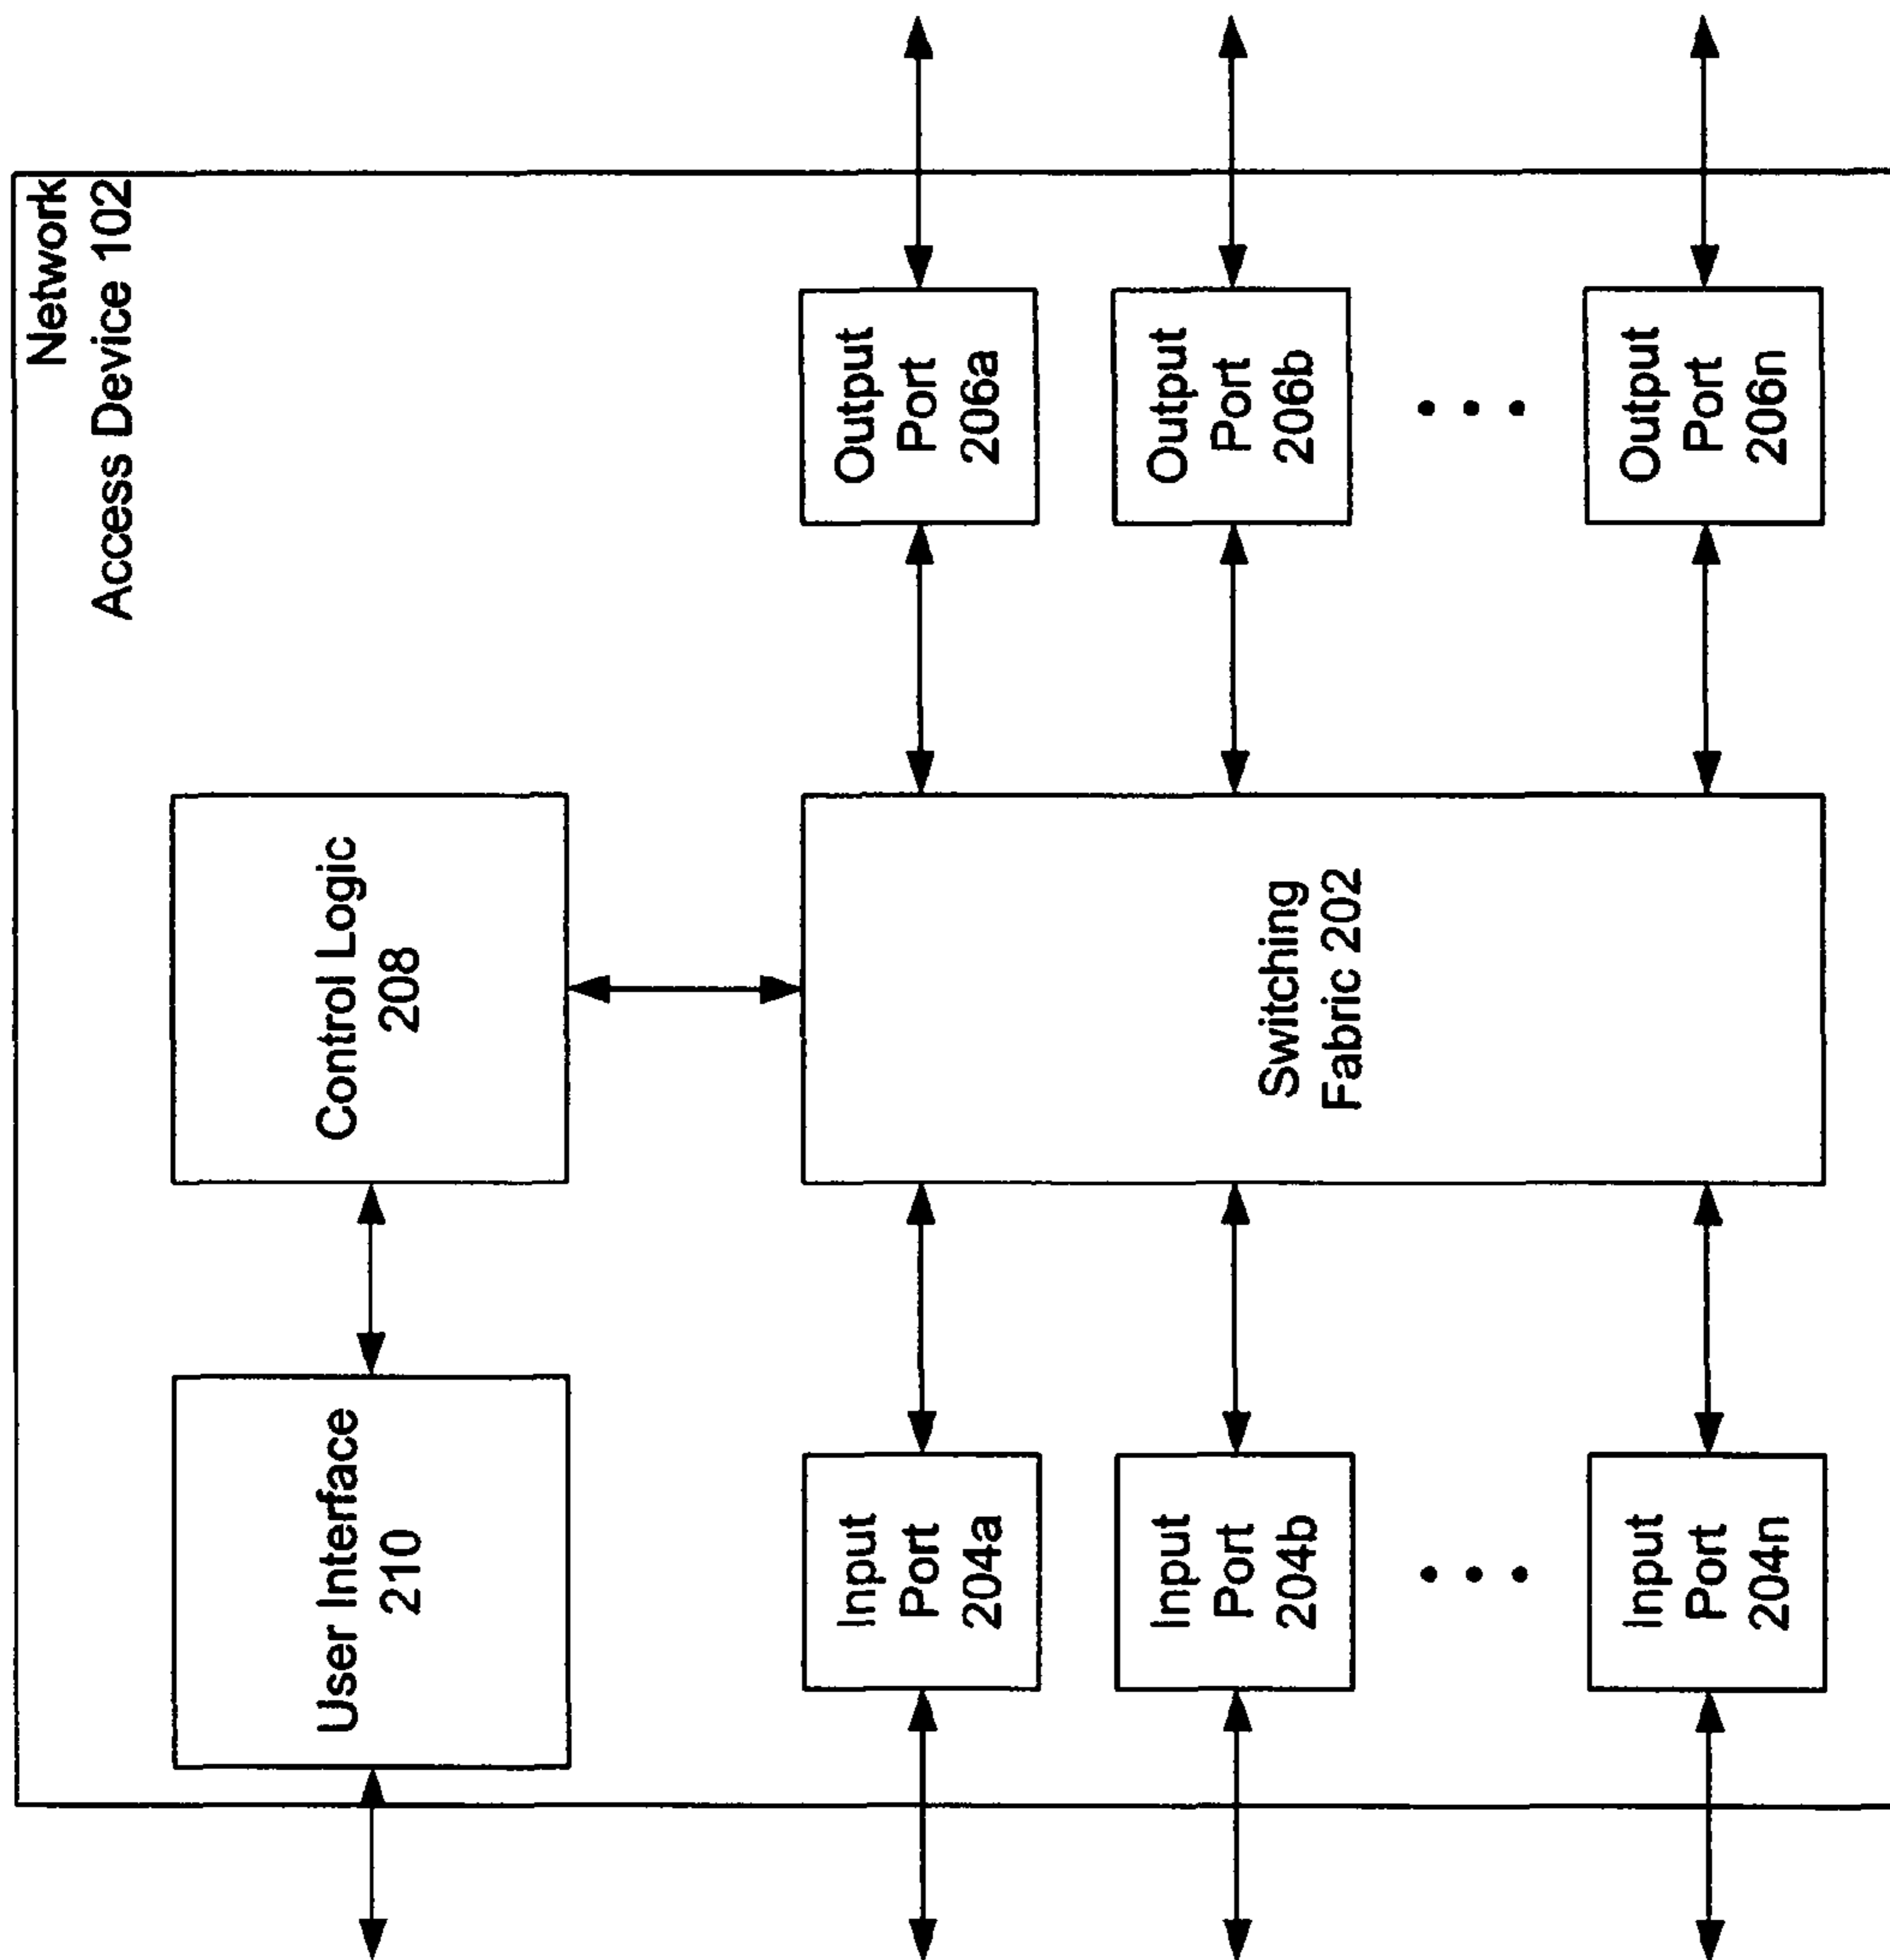 Network
Access Device 102
User Interface
210
Control Logic
208
Input
Port
204a
Switching
Fabric 202
Output
Port
206a
Input
Port
204b
Output
Port
206b
Input
Port
204n
Output
Port
206n